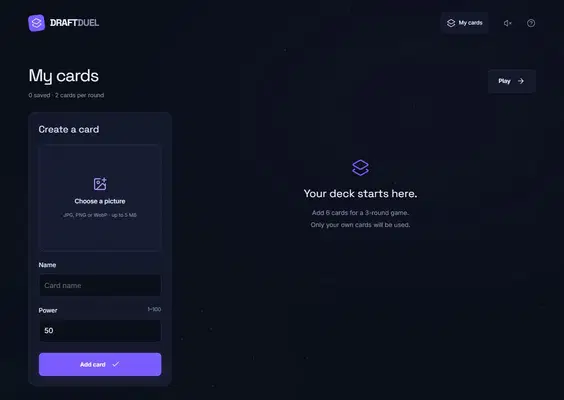 DRAFTDUEL
My cards
My cards
0 saved · 2 cards per round
Play
Create a card
Choose a picture
JPG, PNG or WebP · up to 5 MB
Name
Card name
Power
1–100
50
Add card
Your deck starts here.
Add 6 cards for a 3-round game.
Only your own cards will be used.